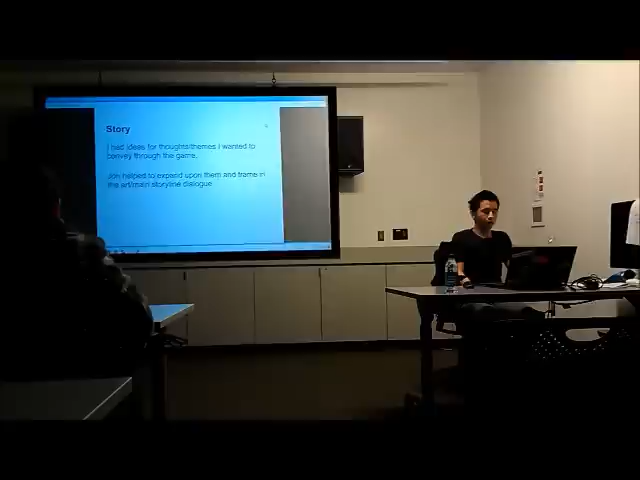 Story
I had ideas for thoughts/themes I wanted to
convey through the game.
Jon helped to expand upon them and frame in
the art/main storyline dialogue